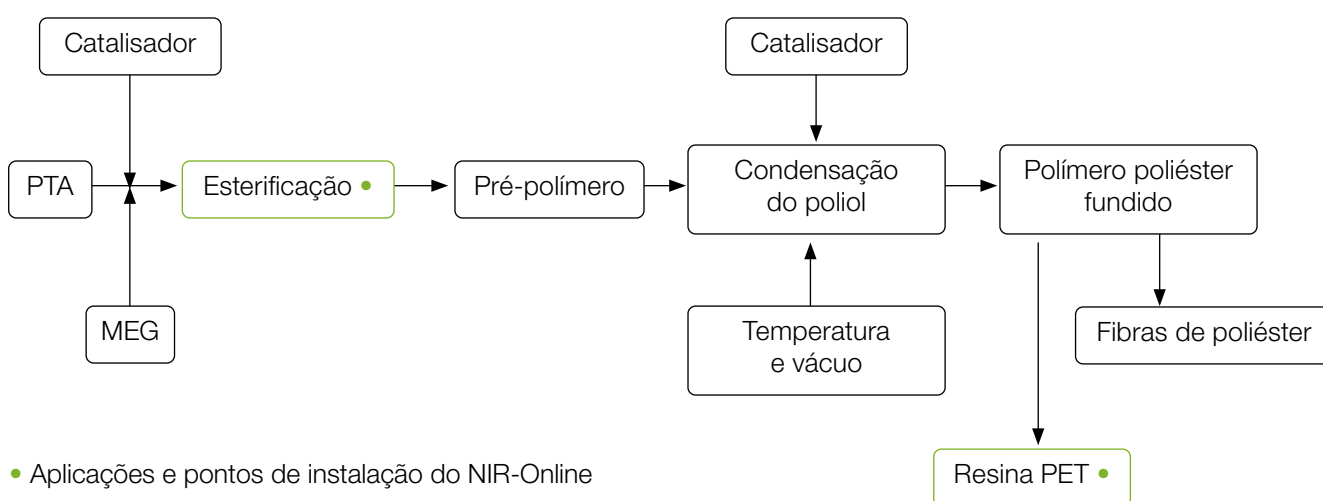 Catalisador
Catalisador
PTA
Esterificação
Pré-polímero
Condensação
do poliol
Polímero poliéster
fundido
MEG
Temperatura
e vácuo
Fibras de poliéster
• Aplicações e pontos de instalação do NIR-Online
Resina PET